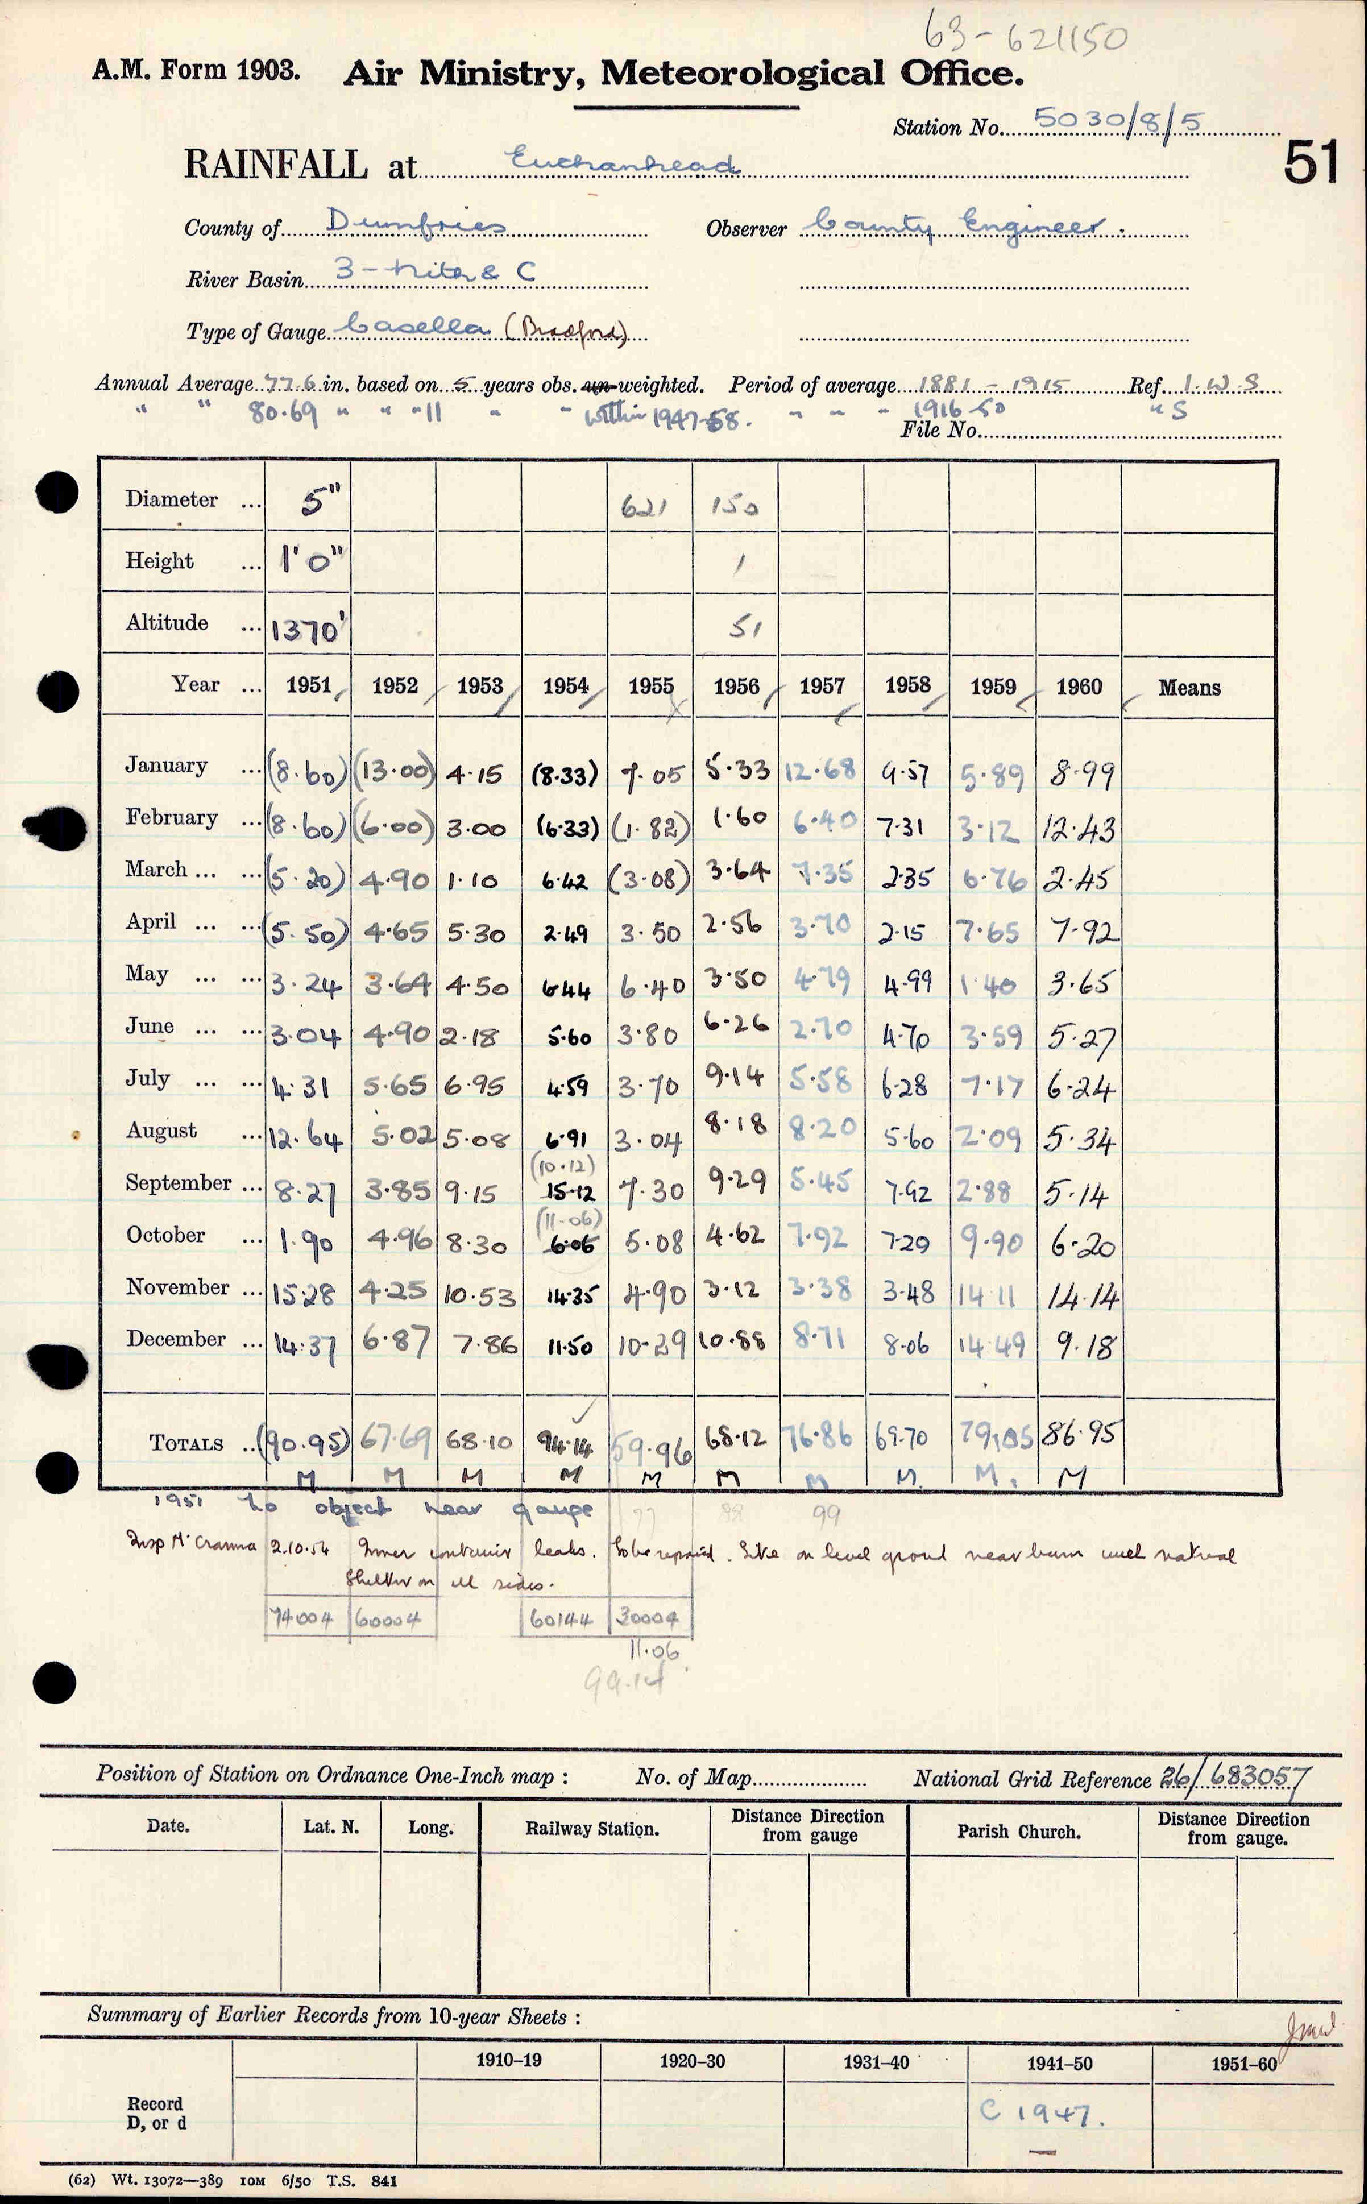 63-621150
A.M. Form 1903. Air Ministry, Meteorological Office.
Station No. 5030/8/5
51
RAINFALL at Euchanhead
County of Dumfries Observer County Engineer.
River Basin 3 - Nith & C
Type of Gauge Casella (Bradford)
Annual Average 77.6 in. based on 5 years obs. un-weighted. Period of average 1881 - 1915 Ref. I.W.S
" " 80.69 " " " 11 " " within 1947-58. " " " 1916-50 " S
File No.
Diameter ... 5" 621 150
Height ... 1'0" 1
Altitude ... 1370' 51
Year ... 1951 1952 1953 1954 1955 1956 1957 1958 1959 1960 Means
January ... (8.60) (13.00) 4.15 (8.33) 7.05 5.33 12.68 9.57 5.89 8.99
February ... (8.60) (6.00) 3.00 (6.33) (1.82) 1.60 6.40 7.31 3.12 12.43
March ... ... (5.20) 4.90 1.10 6.42 (3.08) 3.64 7.35 2.35 6.76 2.45
April ... ... (5.50) 4.65 5.30 2.49 3.50 2.56 3.70 2.15 7.65 7.92
May ... ... 3.24 3.64 4.50 6.44 6.40 3.50 4.79 4.99 1.40 3.65
June ... ... 3.04 4.90 2.18 5.60 3.80 6.26 2.70 4.70 3.59 5.27
July ... ... 4.31 5.65 6.95 4.59 3.70 9.14 5.58 6.28 7.17 6.24
August ... 12.64 5.02 5.08 6.91 3.04 8.18 8.20 5.60 2.09 5.34
(10.12)
September ... 8.27 3.85 9.15 15.12 7.30 9.29 5.45 7.92 2.88 5.14
(11.06)
October ... 1.90 4.96 8.30 6.06 5.08 4.62 7.92 7.29 9.90 6.20
November ... 15.28 4.25 10.53 14.35 4.90 3.12 3.38 3.48 14.11 14.14
December ... 14.37 6.87 7.86 11.50 10.29 10.88 8.71 8.06 14.49 9.18
TOTALS .. (90.95) 67.69 68.10 94.14 59.96 68.12 76.86 69.70 79.05 86.95
M M M M M M M M. M. M
1951 No object near gauge 77 88 99
Insp McCranna 2.10.54 Inner container leaks. To be repaired. Site on level ground near burn with natural
shelter on all sides.
74004 60004 60144 30004
11.06
99.14
Position of Station on Ordnance One-Inch map : No. of Map National Grid Reference 26/683057
Date. Lat. N. Long. Railway Station. Distance Direction from gauge Parish Church. Distance Direction from gauge.
Summary of Earlier Records from 10-year Sheets :
1910–19 1920–30 1931–40 1941–50 1951–60
Record
D, or d
C 1947.
(62) Wt. 13072—389 10M 6/50 T.S. 841